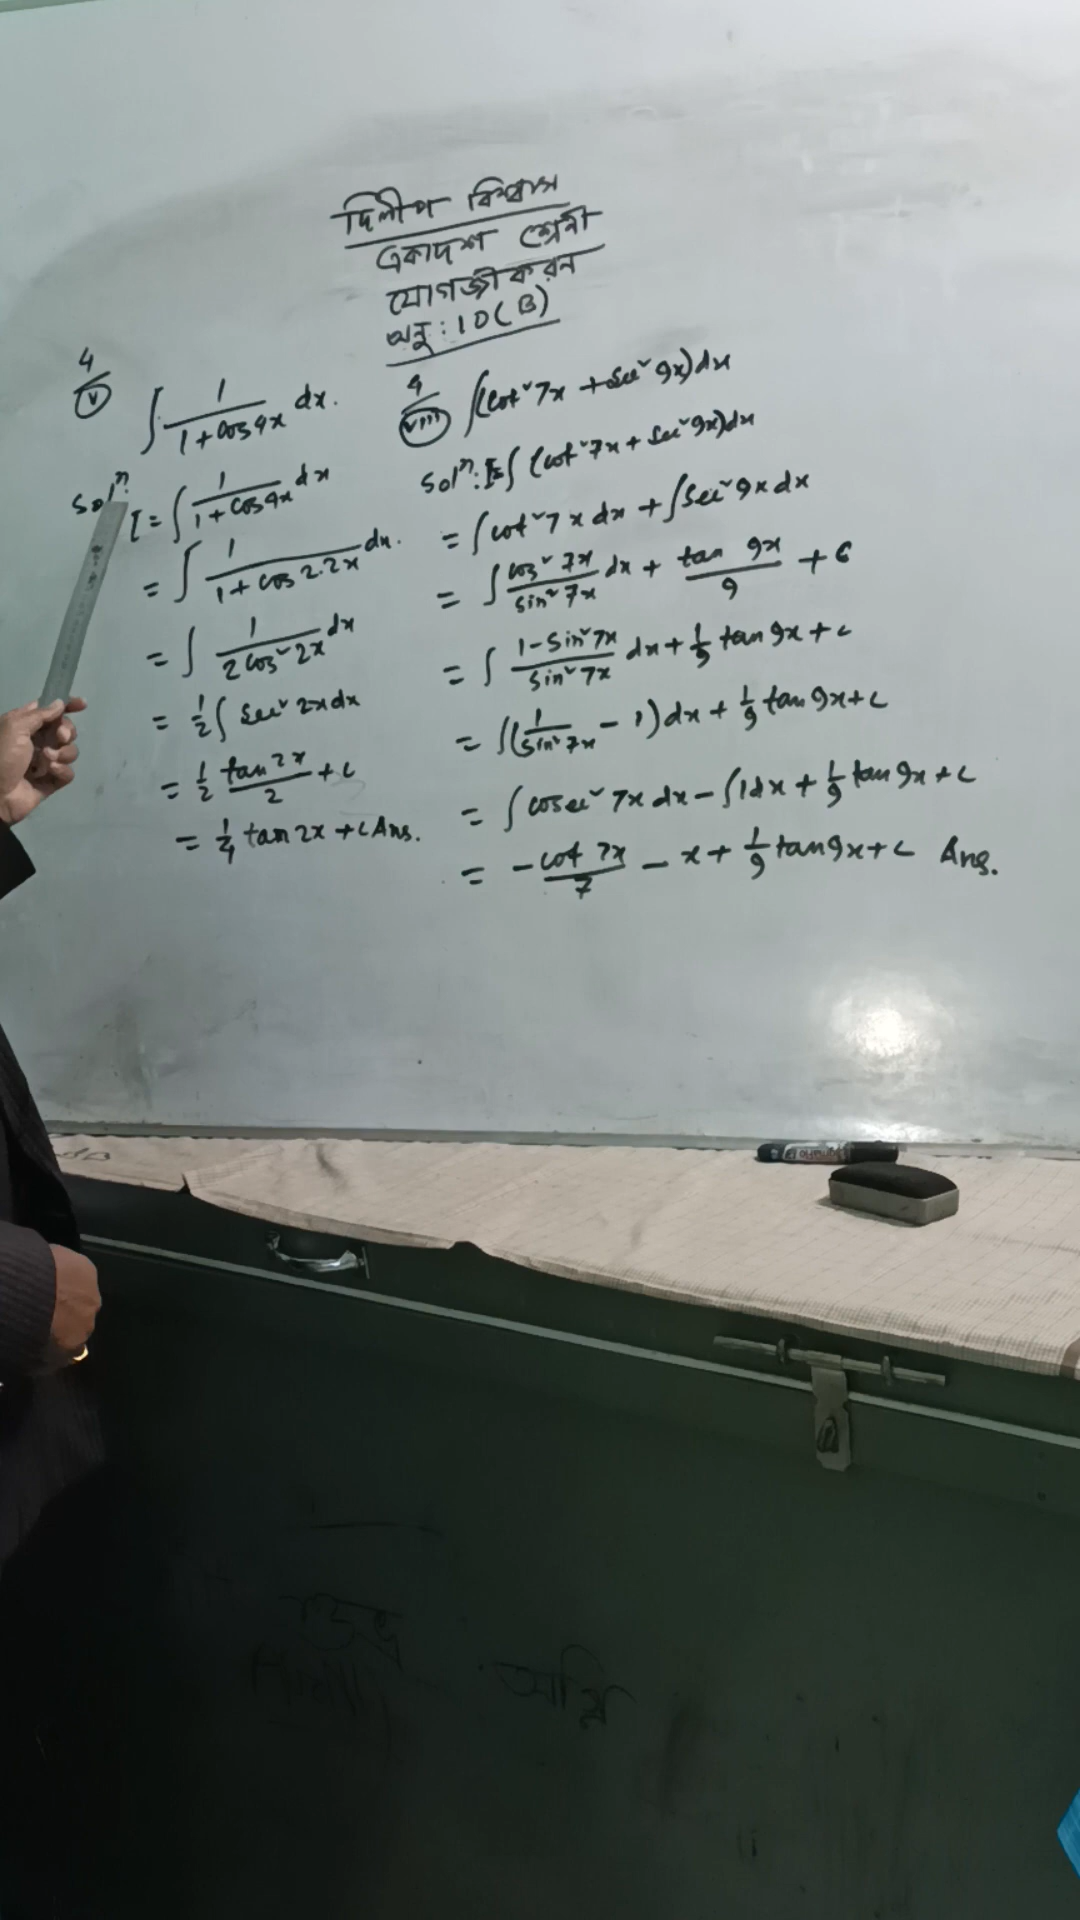 দিলীপ বিশ্বাস
একাদশ শ্রেনী
যোগজীকরন
অনু: 10(B)
4/(v) ∫ 1/(1+cos4x) dx.
Solⁿ: I = ∫ 1/(1+cos4x) dx
= ∫ 1/(1+cos2.2x) dx.
= ∫ 1/(2cos²2x) dx
= 1/2 ∫ sec²2x dx
= 1/2 tan2x/2 + c
= 1/4 tan2x + c Ans.
4/(viii) ∫(cot²7x + sec²9x)dx
Solⁿ: I=∫(cot²7x + sec²9x)dx
= ∫cot²7x dx + ∫sec²9x dx
= ∫ cos²7x/sin²7x dx + tan 9x/9 + c
= ∫ (1-sin²7x)/sin²7x dx + 1/9 tan9x + c
= ∫(1/sin²7x - 1)dx + 1/9 tan9x + c
= ∫cosec²7x dx - ∫1dx + 1/9 tan9x + c
= -cot7x/7 - x + 1/9 tan9x + c Ans.